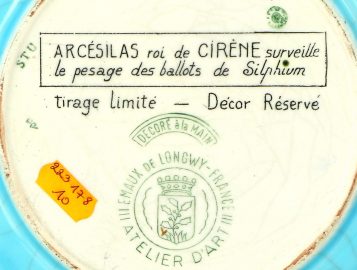 STU
ARCÉSILAS roi de CIRÈNE surveille
le pesage des ballots de Silphium
tirage limité — Décor Réservé
DÉCORÉ à la MAIN
EMAUX DE LONGWY-FRANCE
ATELIER D'ART
223178
10